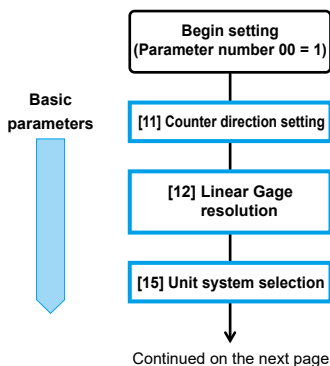 Begin setting
(Parameter number 00 = 1)
Basic
parameters
[11] Counter direction setting
[12] Linear Gage
resolution
[15] Unit system selection
Continued on the next page